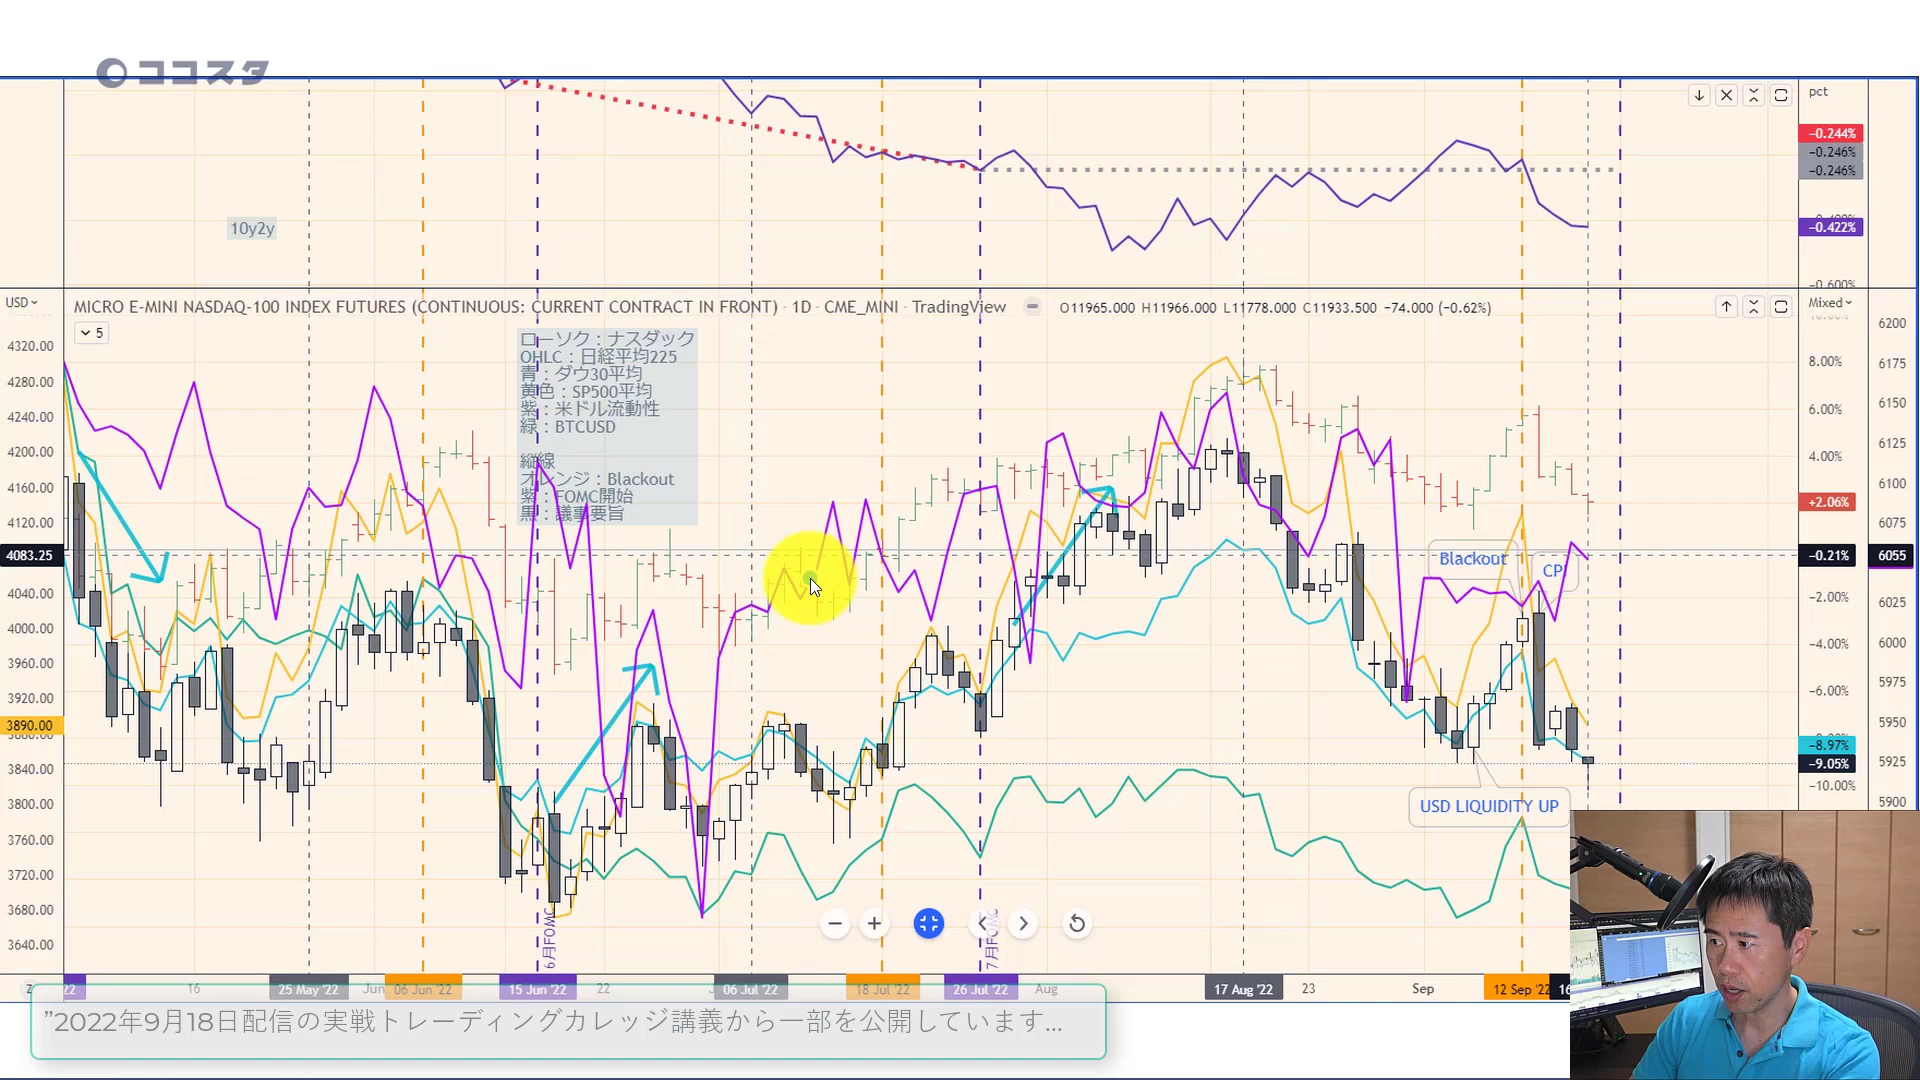 ココスタ
pct
−0.244%
−0.246%
−0.246%
−0.422%
10y2y
USD
MICRO E-MINI NASDAQ-100 INDEX FUTURES (CONTINUOUS: CURRENT CONTRACT IN FRONT) · 1D · CME_MINI · TradingView
O11965.000 H11966.000 L11778.000 C11933.500 −74.000 (−0.62%)
Mixed
5
ローソク：ナスダック
OHLC：日経平均225
青：ダウ30平均
黄色：SP500平均
紫：米ドル流動性
緑：BTCUSD
縦線
オレンジ：Blackout
紫：FOMC開始
黒：議事要旨
4320.00
4280.00
4240.00
4200.00
4160.00
4120.00
4083.25
4040.00
4000.00
3960.00
3920.00
3890.00
3840.00
3800.00
3760.00
3720.00
3680.00
3640.00
8.00%
6.00%
4.00%
+2.06%
−0.21%
−2.00%
−4.00%
−6.00%
−8.97%
−9.05%
−10.00%
6200
6175
6150
6125
6100
6075
6055
6025
6000
5975
5950
5925
5900
Blackout
CPI
USD LIQUIDITY UP
6月FOMC
7月FOMC
22
16
25 May '22
Jun
06 Jun '22
15 Jun '22
22
06 Jul '22
18 Jul '22
26 Jul '22
Aug
17 Aug '22
23
Sep
12 Sep '22
16
”2022年9月18日配信の実戦トレーディングカレッジ講義から一部を公開しています...